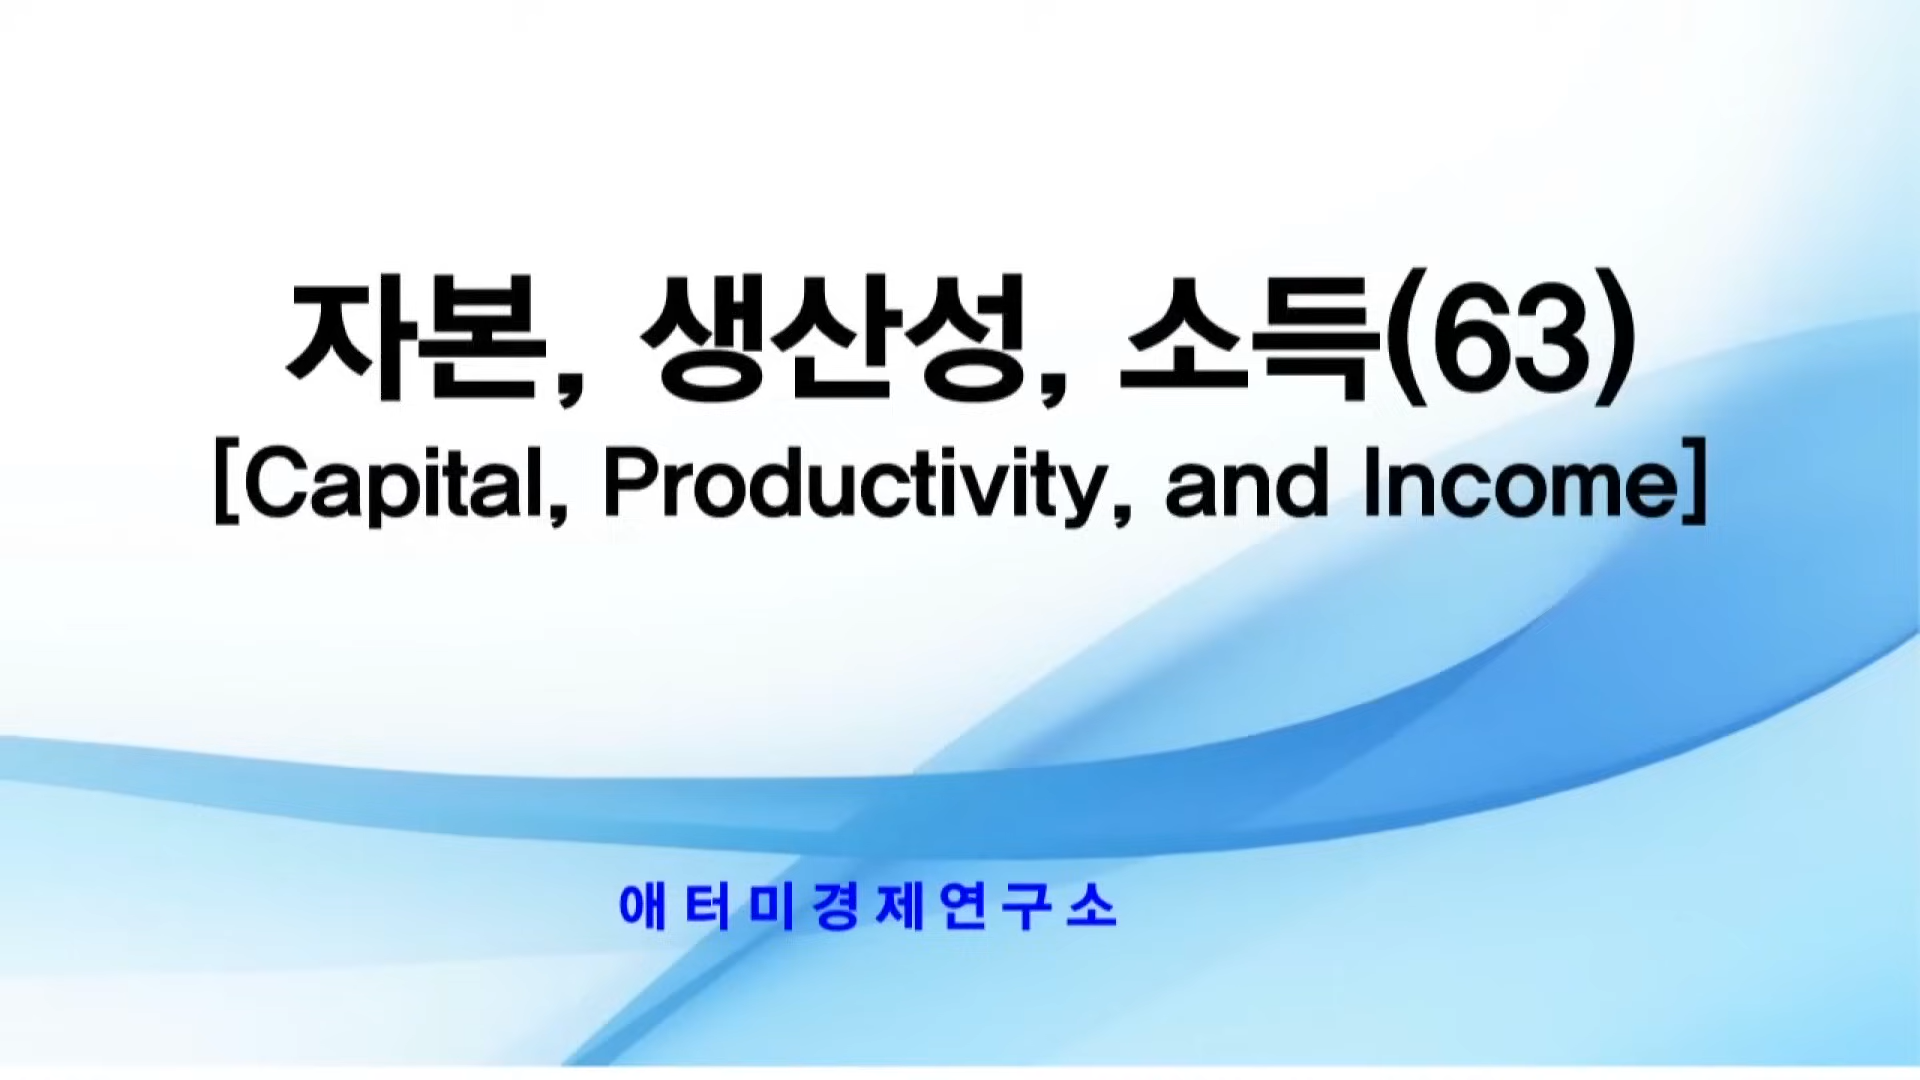 자본, 생산성, 소득(63)
[Capital, Productivity, and Income]
애터미경제연구소